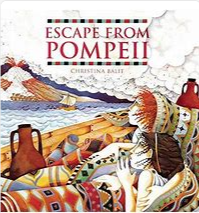 ESCAPE FROM
POMPEII
CHRISTINA BALIT